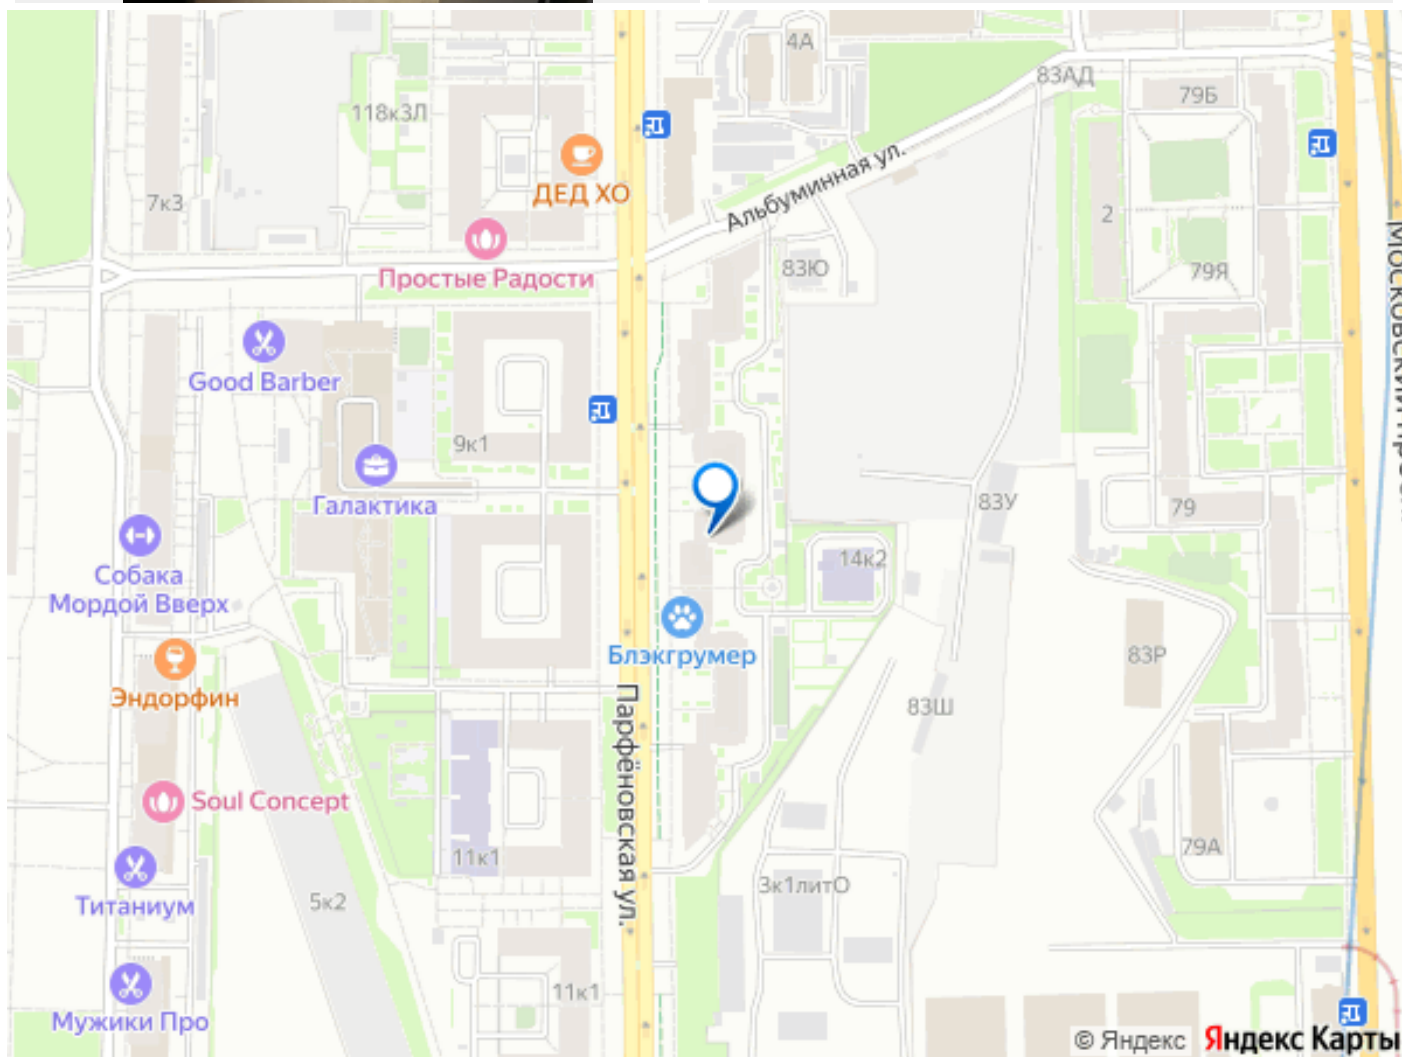 4А
83АД
79Б
118к3Л
ДЕД ХО
Альбуминная ул.
7к3
2
Простые Радости
83Ю
79Я
Good Barber
9к1
Галактика
83У
79
Собака
Мордой Вверх
14к2
Блэкгрумер
83Р
Эндорфин
Парфёновская ул.
83Ш
Soul Concept
11к1
79А
Титаниум
5к2
3к1литО
11к1
Мужики Про
© Яндекс Яндекс Карты